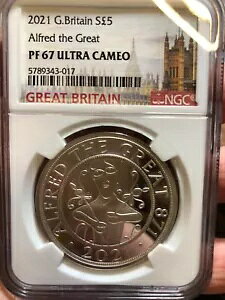 2021 G.Britain S£5
Alfred the Great
PF 67 ULTRA CAMEO
5789343-017
GREAT BRITAIN
NGC
ALFRED THE GREAT 871
2021